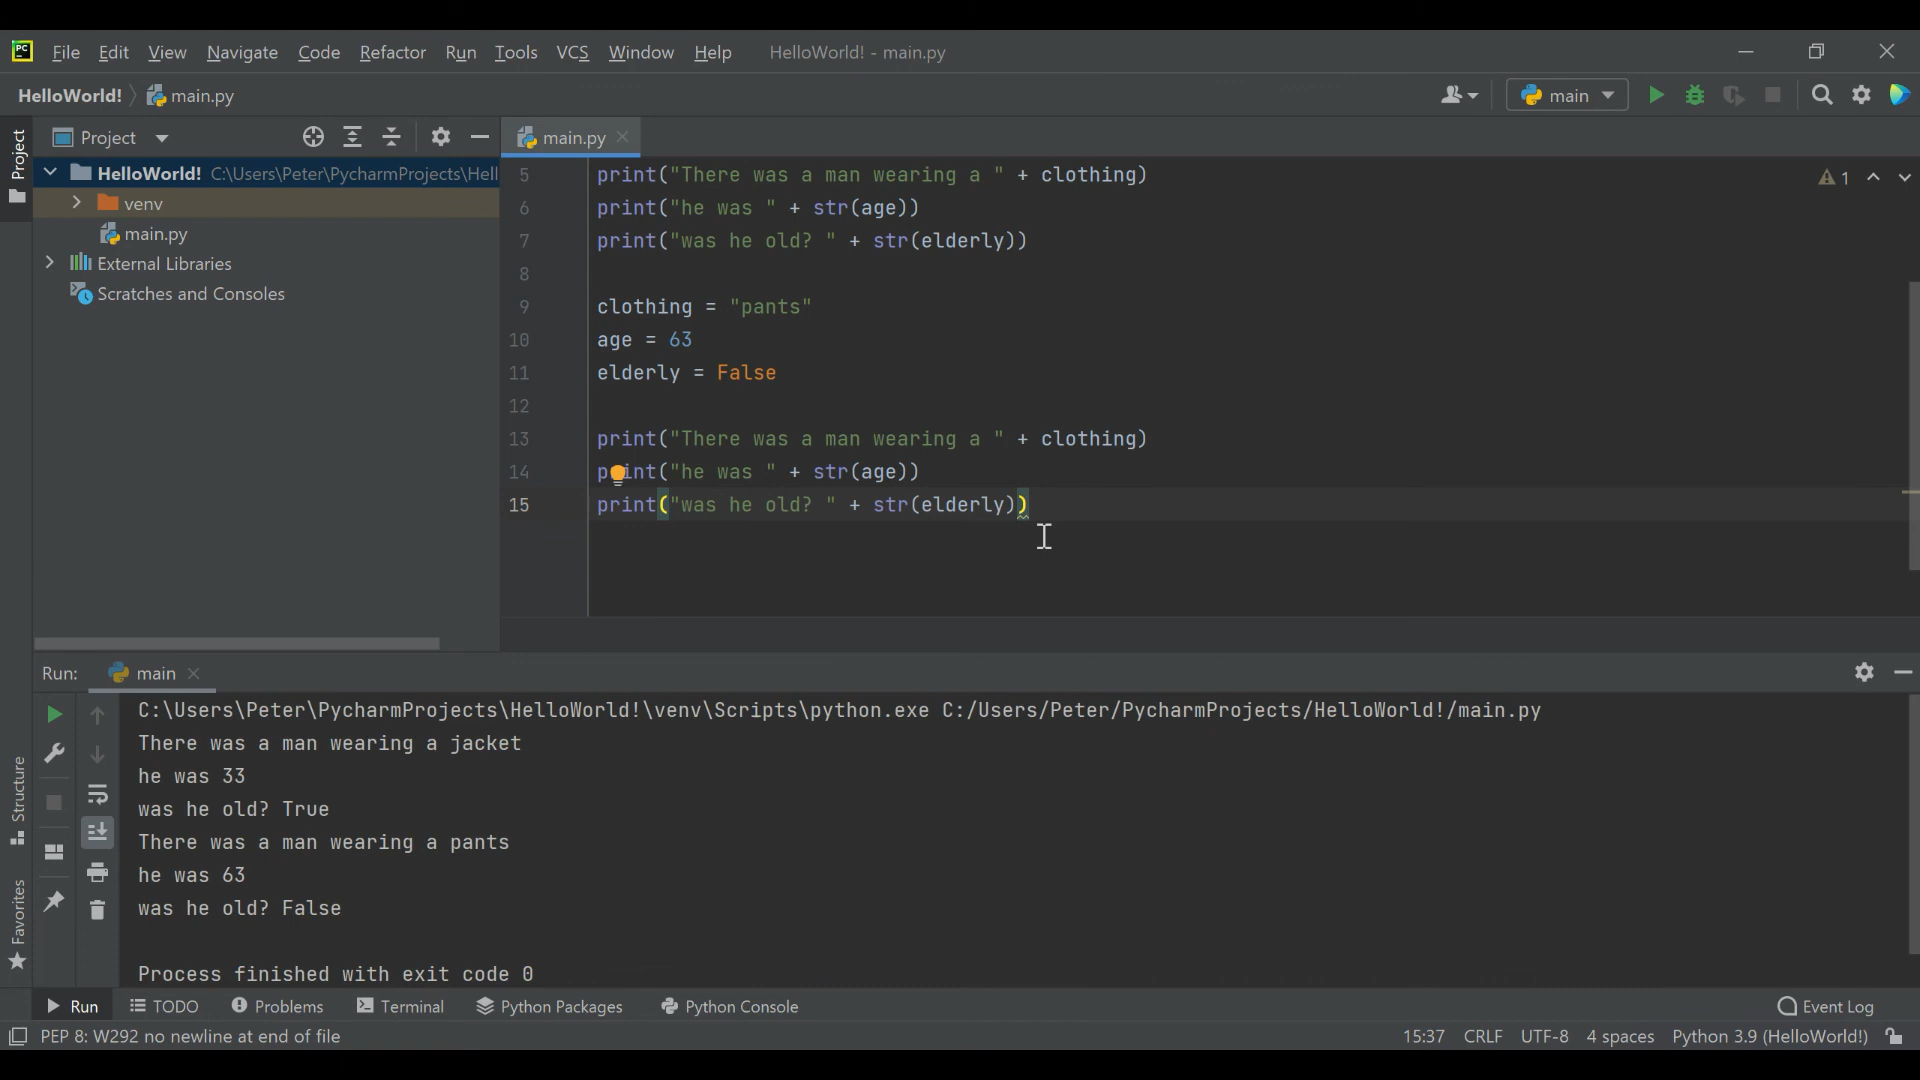 PC File Edit View Navigate Code Refactor Run Tools VCS Window Help HelloWorld! - main.py
HelloWorld! main.py main
Project
Project main.py
HelloWorld! C:\Users\Peter\PycharmProjects\Hell
venv
main.py
External Libraries
Scratches and Consoles
5 print("There was a man wearing a " + clothing)
1
6 print("he was " + str(age))
7 print("was he old? " + str(elderly))
8
9 clothing = "pants"
10 age = 63
11 elderly = False
12
13 print("There was a man wearing a " + clothing)
14 print("he was " + str(age))
15 print("was he old? " + str(elderly))
Run: main
C:\Users\Peter\PycharmProjects\HelloWorld!\venv\Scripts\python.exe C:/Users/Peter/PycharmProjects/HelloWorld!/main.py
There was a man wearing a jacket
he was 33
was he old? True
There was a man wearing a pants
he was 63
was he old? False
Process finished with exit code 0
Structure
Favorites
Run TODO Problems Terminal Python Packages Python Console Event Log
PEP 8: W292 no newline at end of file 15:37 CRLF UTF-8 4 spaces Python 3.9 (HelloWorld!)